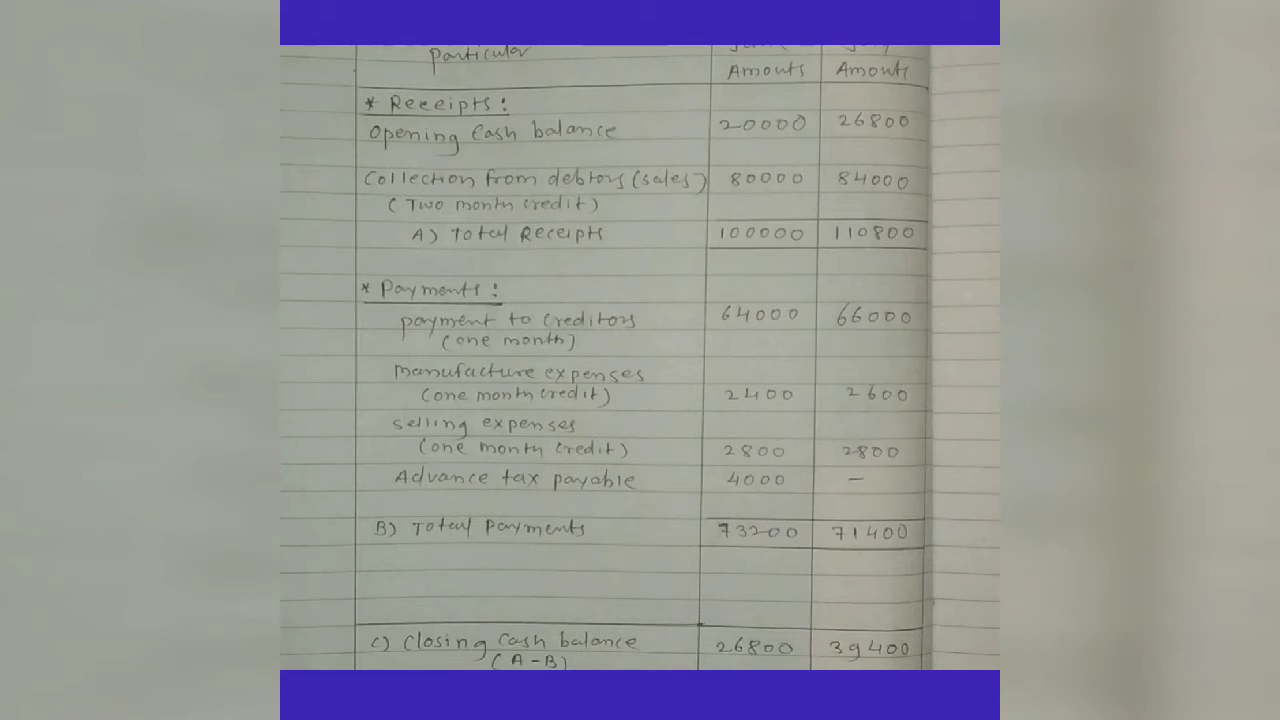 Particular
Amouts Amouts
* Receipts:
Opening Cash balance 20000 26800
Collection from debtors (sales) 80000 84000
(Two month credit)
A) Total Receipts 100000 110800
* Payments:
payment to creditors 64000 66000
(one month)
manufacture expenses
(one month credit) 2400 2600
selling expenses
(one month credit) 2800 2800
Advance tax payable 4000 —
B) Total payments 73200 71400
C) Closing Cash balance 26800 39400
(A-B)